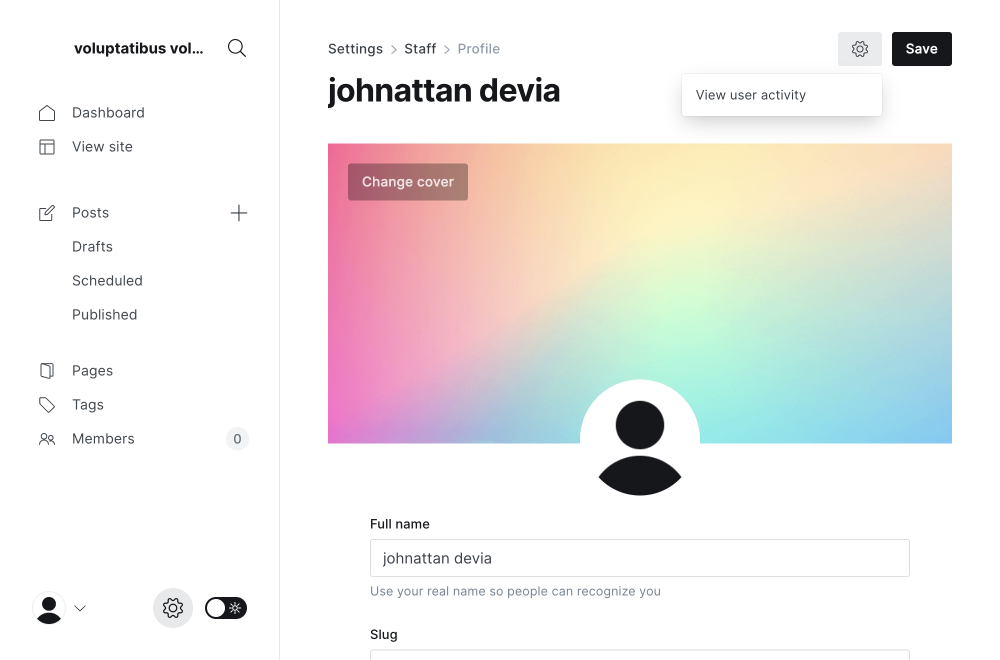 voluptatibus vol...
Dashboard
View site
Posts
Drafts
Scheduled
Published
Pages
Tags
Members 0
Settings > Staff > Profile
Save
johnattan devia
View user activity
Change cover
Full name
johnattan devia
Use your real name so people can recognize you
Slug